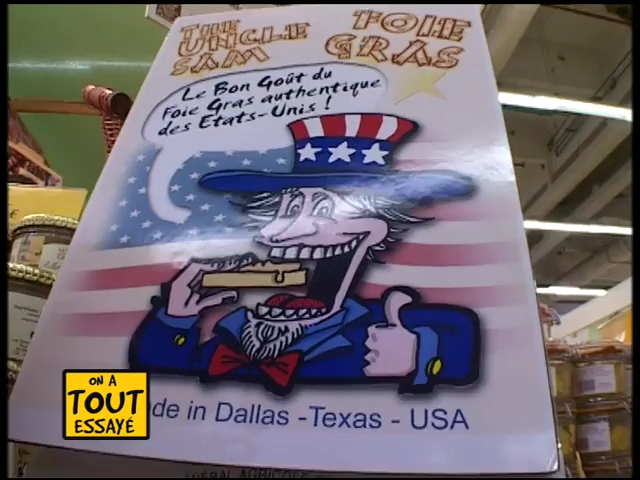 THE UNCLE SAM
FOIE GRAS
Le Bon Goût du
Foie Gras authentique
des Etats-Unis !
ON A
TOUT
ESSAYÉ
de in Dallas -Texas - USA